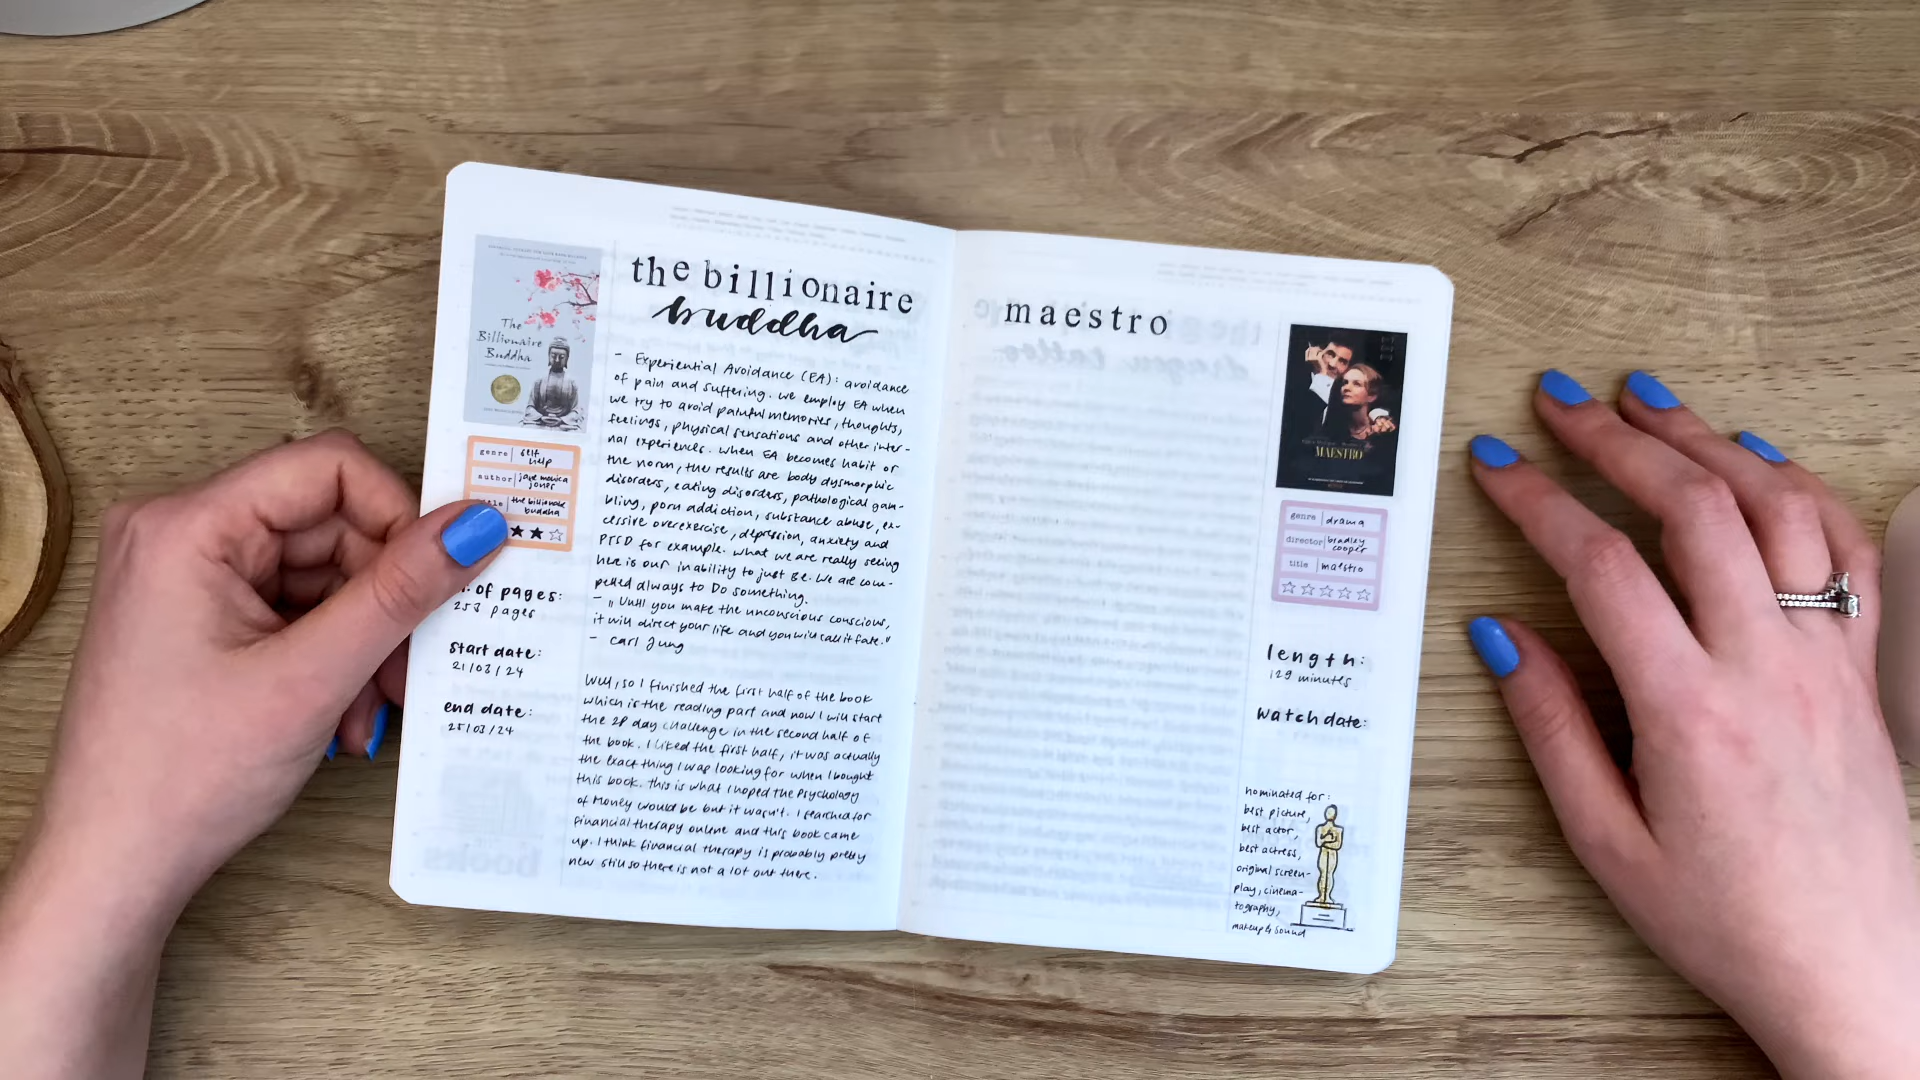 The
Billionaire
Buddha
genre self
help
author jaye monica
jones
the billionaire
buddha
of pages:
253 pages
start date:
21/03/24
end date:
25/03/24
the billionaire
buddha
- Experiential Avoidance (EA): avoidance
of pain and suffering. We employ EA when
we try to avoid painful memories, thoughts,
feelings, physical sensations and other inter-
nal experiences. When EA becomes habit or
the norm, the results are body dysmorphic
disorders, eating disorders, pathological gam-
bling, porn addiction, substance abuse, ex-
cessive overexercise, depression, anxiety and
PTSD for example. What we are really seeing
here is our inability to just Be. We are com-
pelled always to Do something.
- "Until you make the unconscious conscious,
it will direct your life and you will call it fate."
- Carl Jung
Well, so I finished the first half of the book
which is the reading part and now I will start
the 28 day challenge in the second half of
the book. I liked the first half, it was actually
the exact thing I was looking for when I bought
this book. This is what I hoped the Psychology
of Money would be but it wasn't. I searched for
financial therapy online and this book came
up. I think financial therapy is probably pretty
new still so there is not a lot out there.
maestro
MAESTRO
genre drama
director bradley
cooper
title maestro
length:
129 minutes
watch date:
nominated for:
best picture,
best actor,
best actress,
original screen-
play, cinema-
tography,
makeup & sound